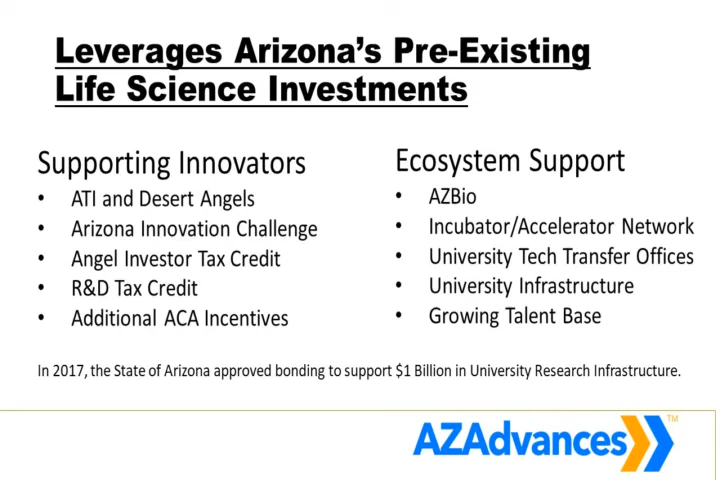 Leverages Arizona's Pre-Existing
Life Science Investments
Supporting Innovators
• ATI and Desert Angels
• Arizona Innovation Challenge
• Angel Investor Tax Credit
• R&D Tax Credit
• Additional ACA Incentives
Ecosystem Support
• AZBio
• Incubator/Accelerator Network
• University Tech Transfer Offices
• University Infrastructure
• Growing Talent Base
In 2017, the State of Arizona approved bonding to support $1 Billion in University Research Infrastructure.
AZAdvances TM